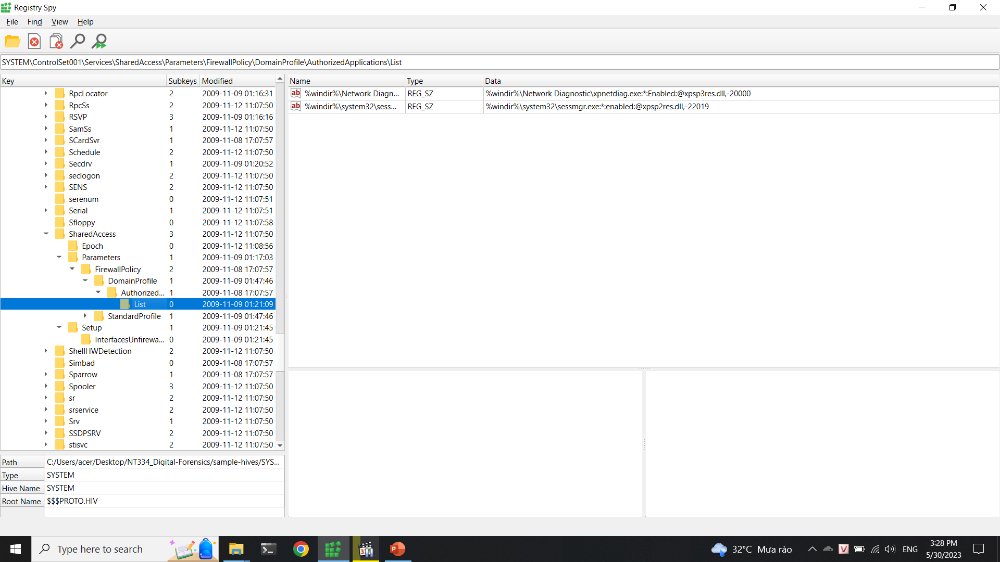 Registry Spy
File Find View Help
SYSTEM\ControlSet001\Services\SharedAccess\Parameters\FirewallPolicy\DomainProfile\AuthorizedApplications\List
Key Subkeys Modified
RpcLocator 2 2009-11-09 01:16:31
RpcSs 2 2009-11-12 11:07:50
RSVP 3 2009-11-09 01:16:16
SamSs 1 2009-11-12 11:07:50
SCardSvr 1 2009-11-08 17:07:57
Schedule 2 2009-11-12 11:07:50
Secdrv 1 2009-11-09 01:20:52
seclogon 2 2009-11-12 11:07:50
SENS 2 2009-11-12 11:07:50
serenum 0 2009-11-12 11:07:51
Serial 1 2009-11-12 11:07:51
Sfloppy 0 2009-11-12 11:07:58
SharedAccess 3 2009-11-12 11:07:50
Epoch 0 2009-11-12 11:08:56
Parameters 1 2009-11-09 01:17:03
FirewallPolicy 2 2009-11-08 17:07:57
DomainProfile 1 2009-11-09 01:47:46
Authorized... 1 2009-11-08 17:07:57
List 0 2009-11-09 01:21:09
StandardProfile 1 2009-11-09 01:47:46
Setup 1 2009-11-09 01:21:45
InterfacesUnfirewa... 0 2009-11-09 01:21:45
ShellHWDetection 2 2009-11-12 11:07:50
Simbad 0 2009-11-08 17:07:57
Sparrow 1 2009-11-08 17:07:57
Spooler 3 2009-11-12 11:07:50
sr 2 2009-11-12 11:07:50
srservice 2 2009-11-12 11:07:50
Srv 1 2009-11-12 11:07:50
SSDPSRV 2 2009-11-12 11:07:50
stisvc 2 2009-11-12 11:07:50
Name Type Data
ab %windir%\Network Diagn... REG_SZ %windir%\Network Diagnostic\xpnetdiag.exe:*:Enabled:@xpsp3res.dll,-20000
ab %windir%\system32\sess... REG_SZ %windir%\system32\sessmgr.exe:*:enabled:@xpsp2res.dll,-22019
Path C:/Users/acer/Desktop/NT334_Digital-Forensics/sample-hives/SYS...
Type SYSTEM
Hive Name SYSTEM
Root Name $$$PROTO.HIV
Type here to search
32°C Mưa rào
ENG
3:28 PM
5/30/2023